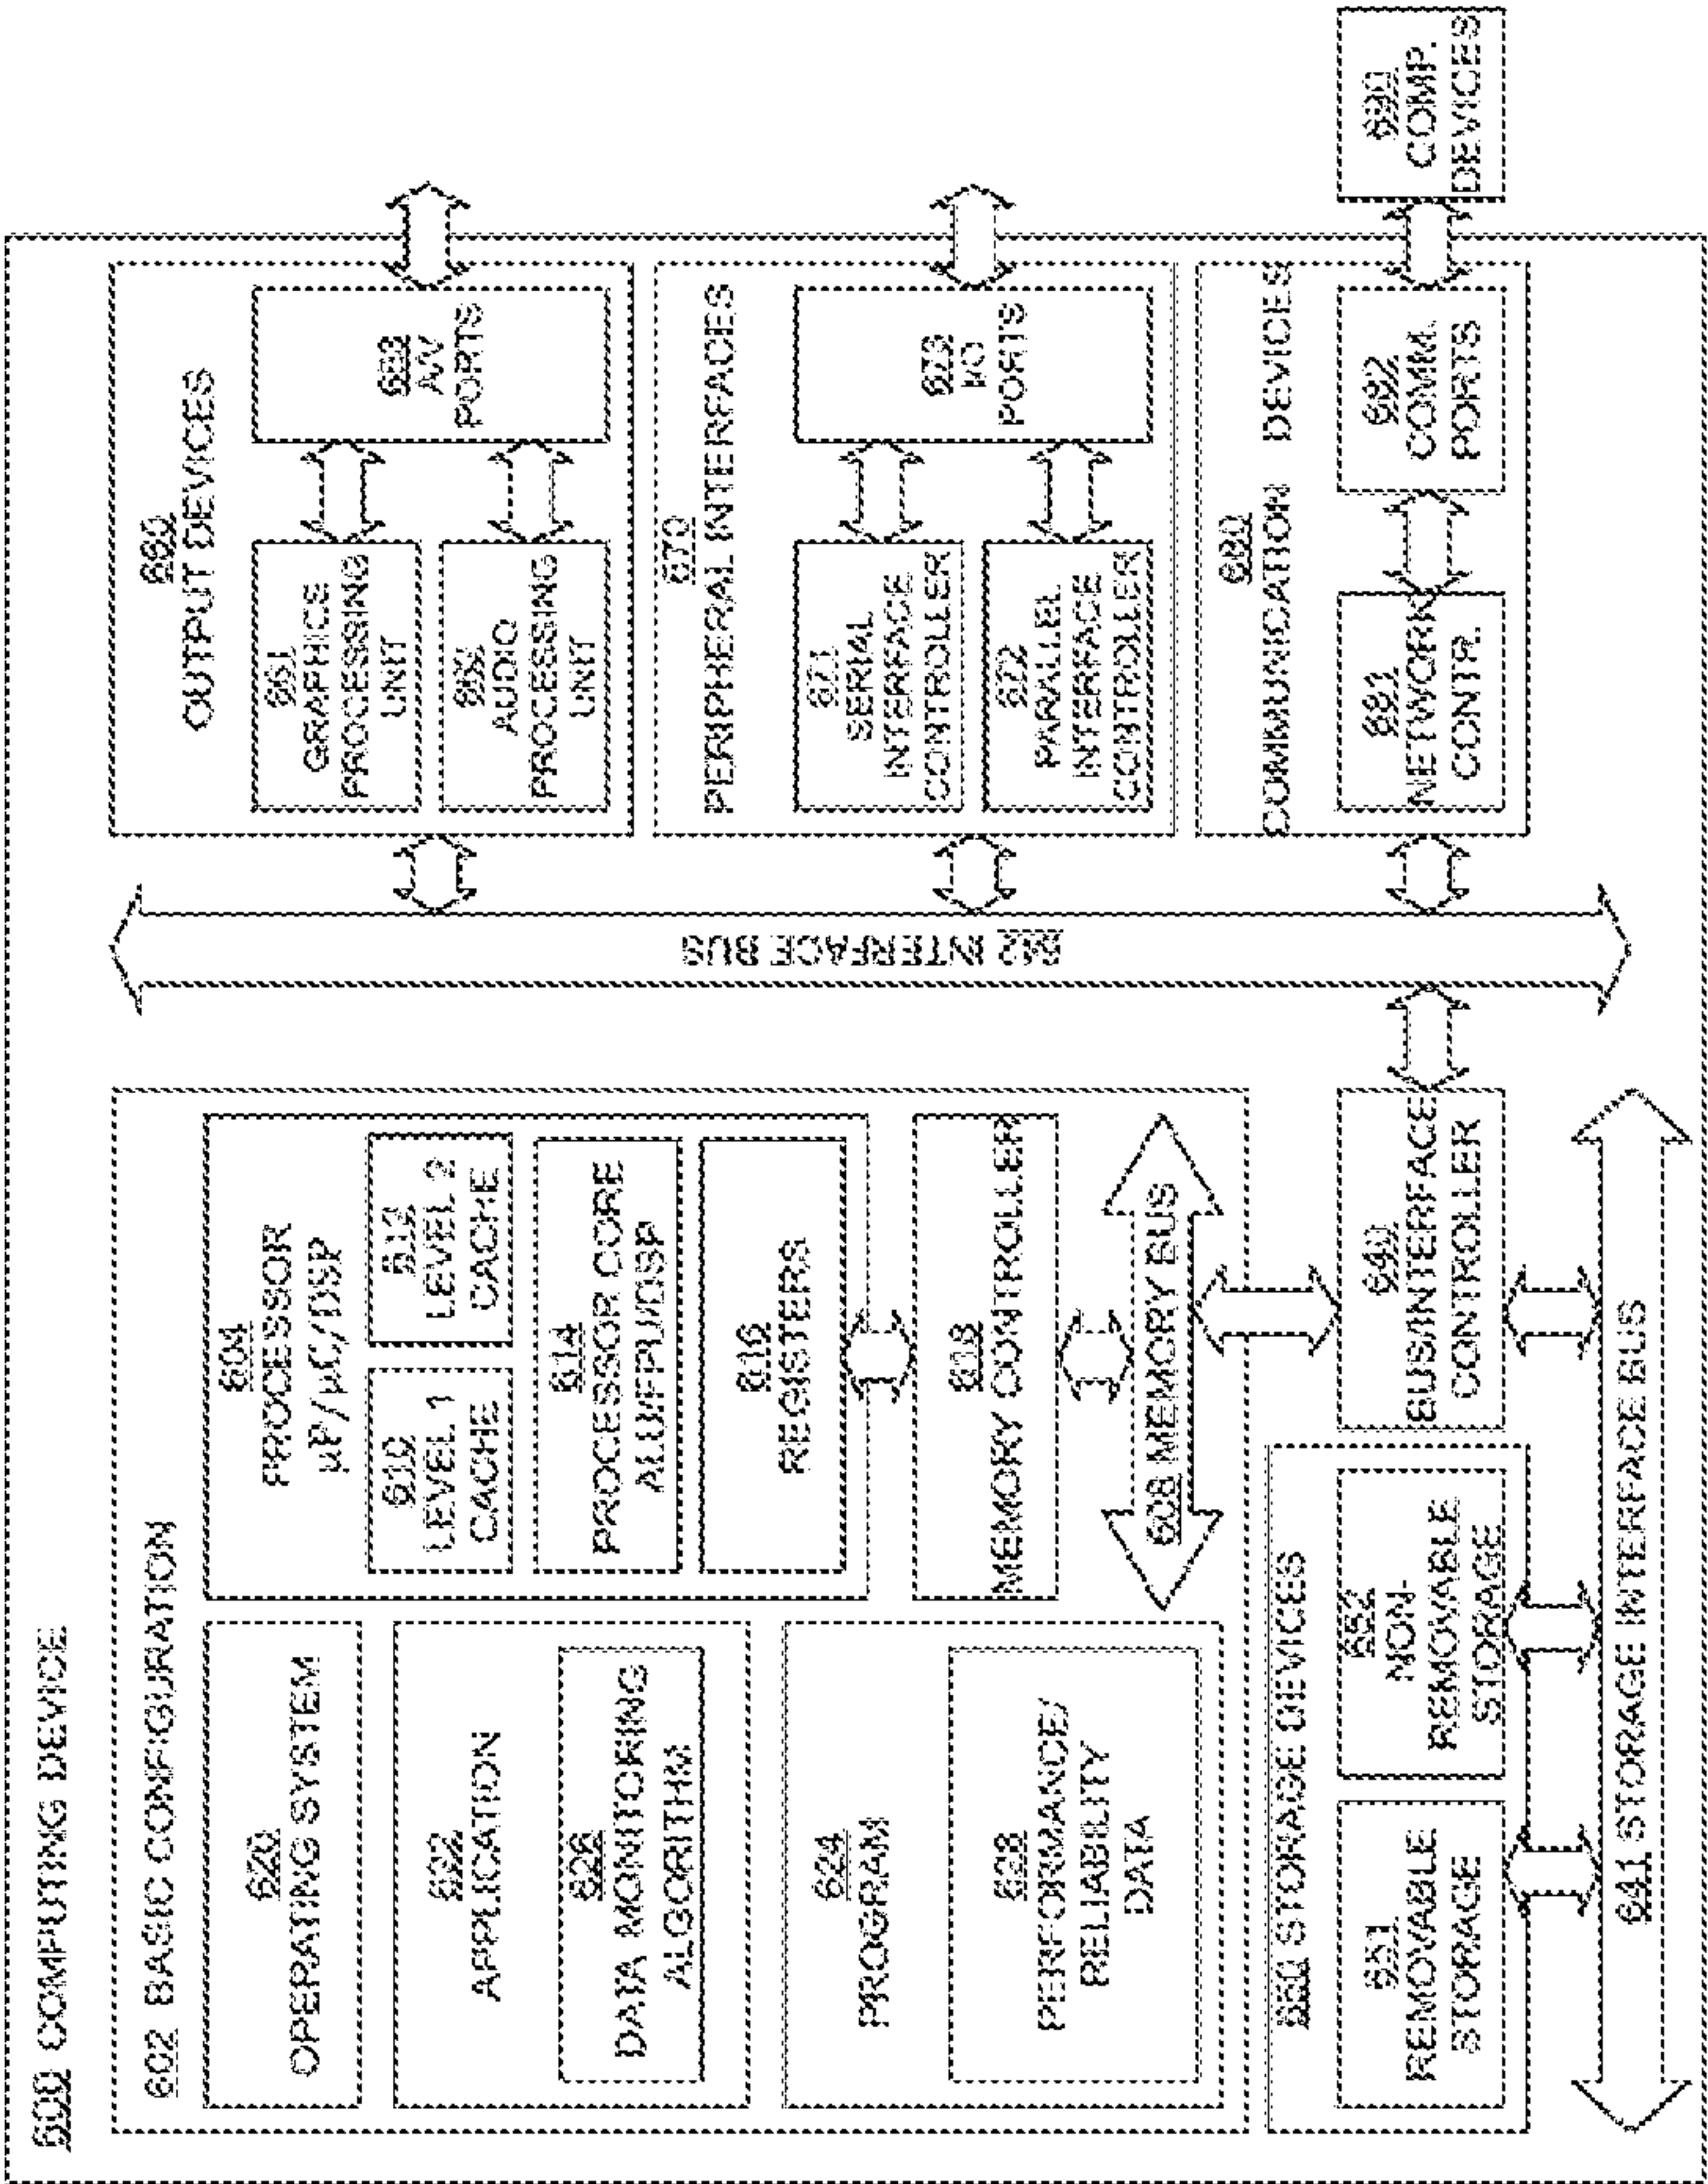 600 COMPUTING DEVICE
602 BASIC CONFIGURATION
620
OPERATING SYSTEM
622
APPLICATION
626
DATA MONITORING
ALGORITHM
624
PROGRAM
628
PERFORMANCE/
RELIABILITY
DATA
604
PROCESSOR
µP/µC/DSP
610
LEVEL 1
CACHE
612
LEVEL 2
CACHE
614
PROCESSOR CORE
ALU/FPU/DSP
616
REGISTERS
618
MEMORY CONTROLLER
608 MEMORY BUS
650 STORAGE DEVICES
651
REMOVABLE
STORAGE
652
NON-
REMOVABLE
STORAGE
640
BUS/INTERFACE
CONTROLLER
641 STORAGE INTERFACE BUS
642 INTERFACE BUS
660
OUTPUT DEVICES
661
GRAPHICS
PROCESSING
UNIT
662
AUDIO
PROCESSING
UNIT
663
A/V
PORTS
670
PERIPHERAL INTERFACES
671
SERIAL
INTERFACE
CONTROLLER
672
PARALLEL
INTERFACE
CONTROLLER
673
I/O
PORTS
680
COMMUNICATION DEVICES
681
NETWORK
CONTR.
682
COMM.
PORTS
690
COMP.
DEVICES